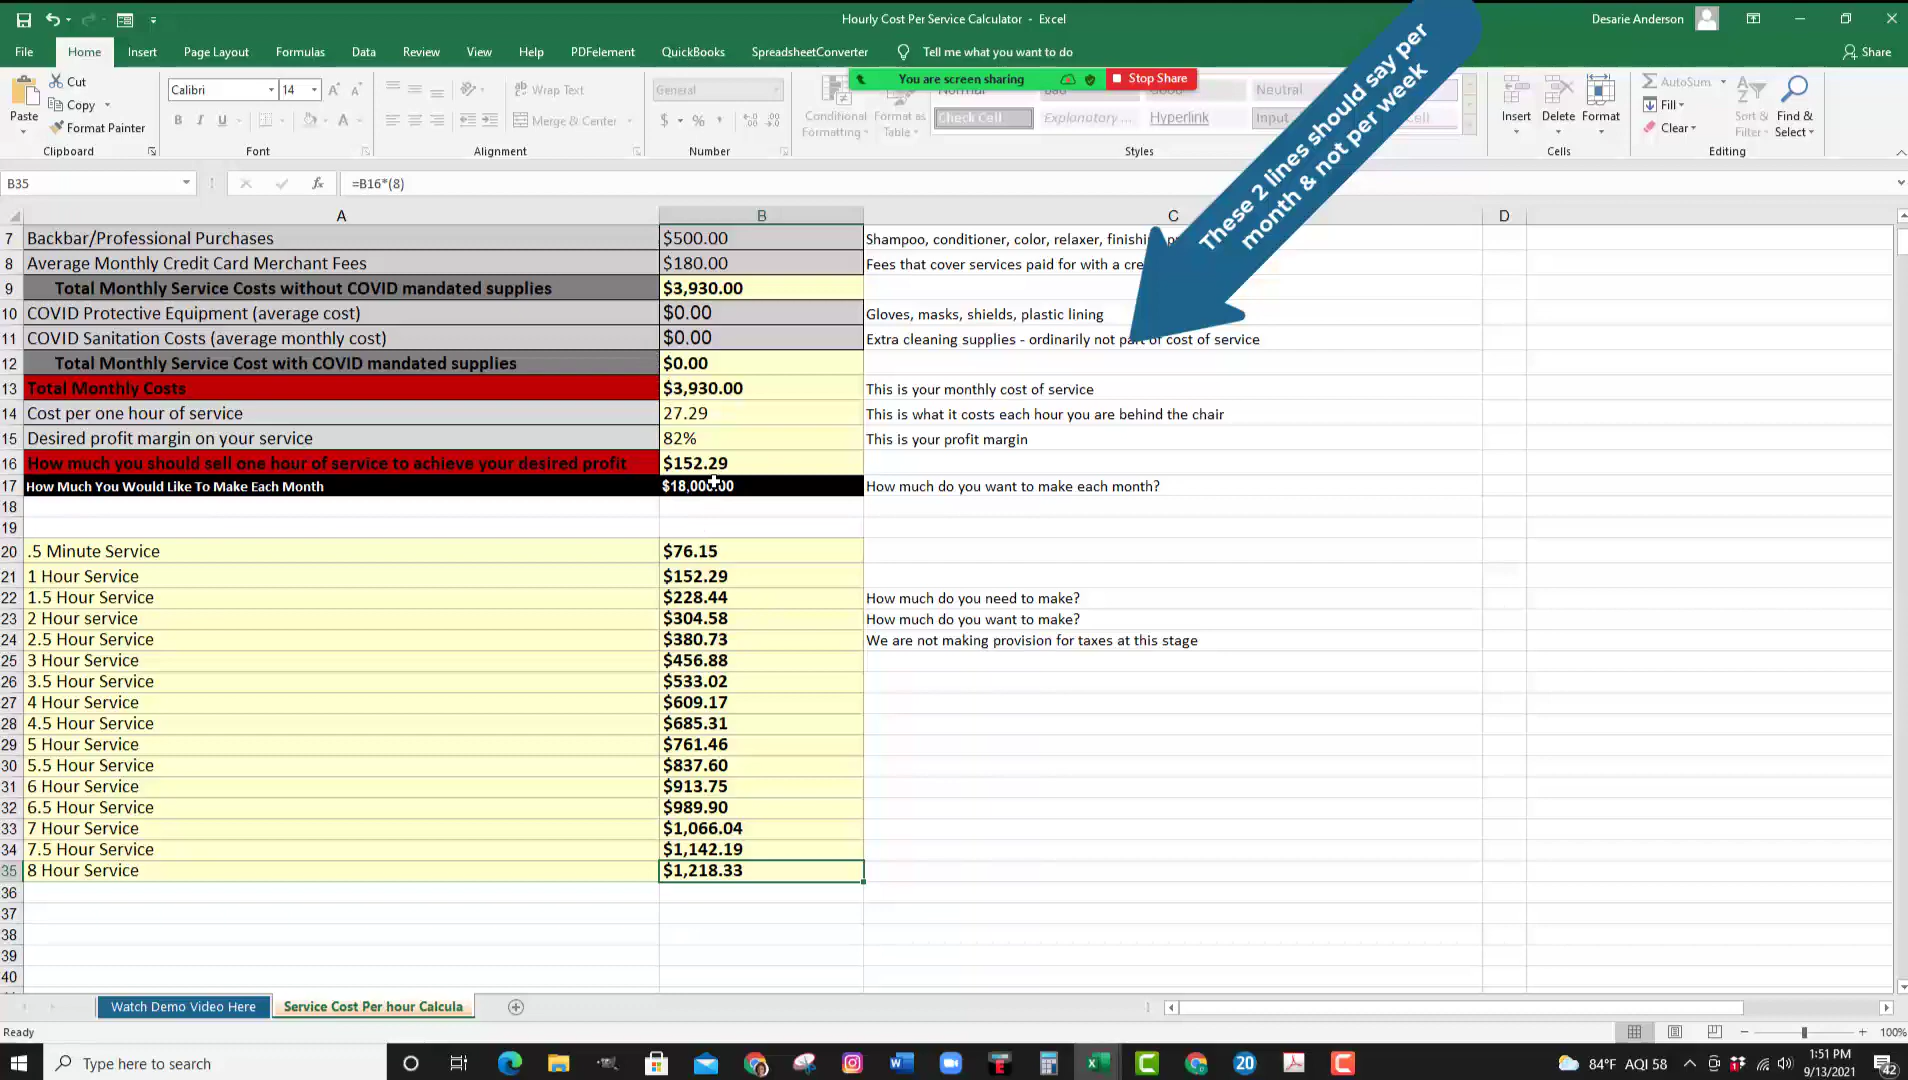 Hourly Cost Per Service Calculator - Excel
Desarie Anderson
File Home Insert Page Layout Formulas Data Review View Help PDFelement QuickBooks SpreadsheetConverter Tell me what you want to do
Share
You are screen sharing Stop Share
Paste
Cut
Copy
Format Painter
Clipboard
Calibri 14
B I U
Font
Wrap Text
Merge & Center
Alignment
General
$ % ,
Number
Conditional Formatting
Format as Table
Normal
Neutral
Check Cell Explanatory ... Hyperlink Input
Styles
Insert Delete Format
Cells
AutoSum
Fill
Clear
Sort & Filter
Find & Select
Editing
These 2 lines should say per
month & not per week
B35 fx =B16*(8)
A B C D
7 Backbar/Professional Purchases $500.00 Shampoo, conditioner, color, relaxer,
8 Average Monthly Credit Card Merchant Fees $180.00 Fees that cover services paid for with a
9 Total Monthly Service Costs without COVID mandated supplies $3,930.00
10 COVID Protective Equipment (average cost) $0.00 Gloves, masks, shields, plastic lining
11 COVID Sanitation Costs (average monthly cost) $0.00 Extra cleaning supplies - ordinarily not part of cost of service
12 Total Monthly Service Cost with COVID mandated supplies $0.00
13 Total Monthly Costs $3,930.00 This is your monthly cost of service
14 Cost per one hour of service 27.29 This is what it costs each hour you are behind the chair
15 Desired profit margin on your service 82% This is your profit margin
16 How much you should sell one hour of service to achieve your desired profit $152.29
17 How Much You Would Like To Make Each Month $18,000.00 How much do you want to make each month?
18
19
20 .5 Minute Service $76.15
21 1 Hour Service $152.29
22 1.5 Hour Service $228.44 How much do you need to make?
23 2 Hour service $304.58 How much do you want to make?
24 2.5 Hour Service $380.73 We are not making provision for taxes at this stage
25 3 Hour Service $456.88
26 3.5 Hour Service $533.02
27 4 Hour Service $609.17
28 4.5 Hour Service $685.31
29 5 Hour Service $761.46
30 5.5 Hour Service $837.60
31 6 Hour Service $913.75
32 6.5 Hour Service $989.90
33 7 Hour Service $1,066.04
34 7.5 Hour Service $1,142.19
35 8 Hour Service $1,218.33
36
37
38
39
40
Watch Demo Video Here Service Cost Per hour Calcula
Ready
100%
Type here to search
20
84°F AQI 58
1:51 PM
9/13/2021
42